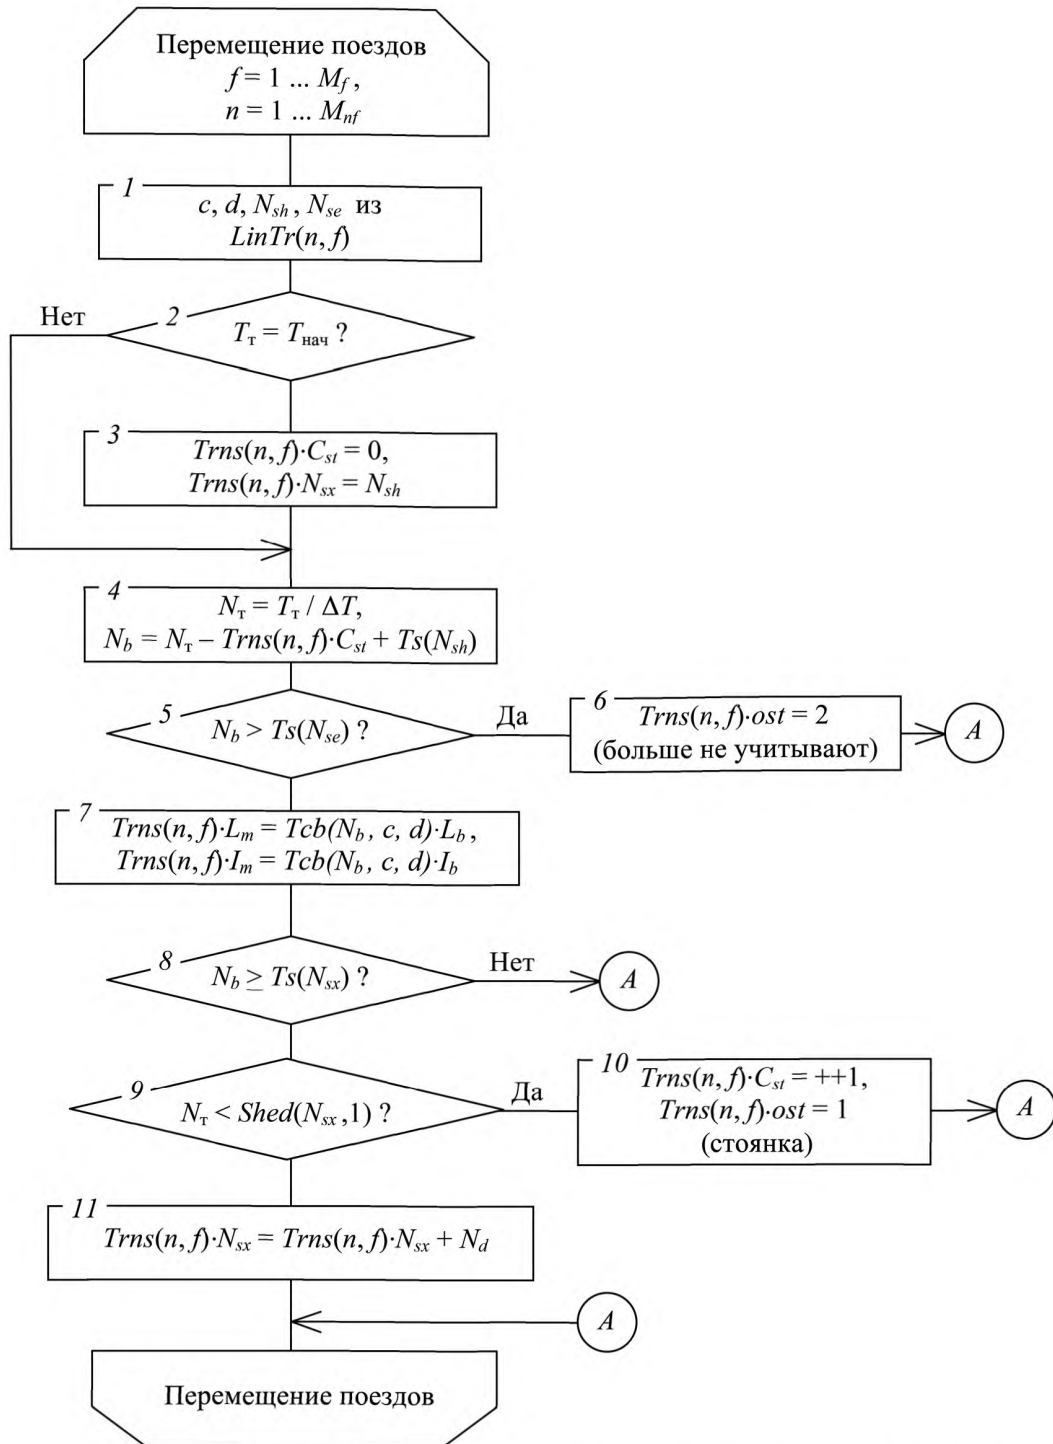 Перемещение поездов
f = 1 ... M_f ,
n = 1 ... M_nf
1
c, d, N_sh , N_se из
LinTr(n, f)
Нет
2
T_т = T_нач ?
3
Trns(n, f)·C_st = 0,
Trns(n, f)·N_sx = N_sh
4
N_т = T_т / ΔT,
N_b = N_т – Trns(n, f)·C_st + Ts(N_sh)
5
N_b > Ts(N_se) ?
Да
6
Trns(n, f)·ost = 2
(больше не учитывают)
A
7
Trns(n, f)·L_m = Tcb(N_b , c, d)·L_b ,
Trns(n, f)·I_m = Tcb(N_b, c, d)·I_b
8
N_b ≥ Ts(N_sx) ?
Нет
A
9
N_т < Shed(N_sx ,1) ?
Да
10
Trns(n, f)·C_st = ++1,
Trns(n, f)·ost = 1
(стоянка)
A
11
Trns(n, f)·N_sx = Trns(n, f)·N_sx + N_d
A
Перемещение поездов